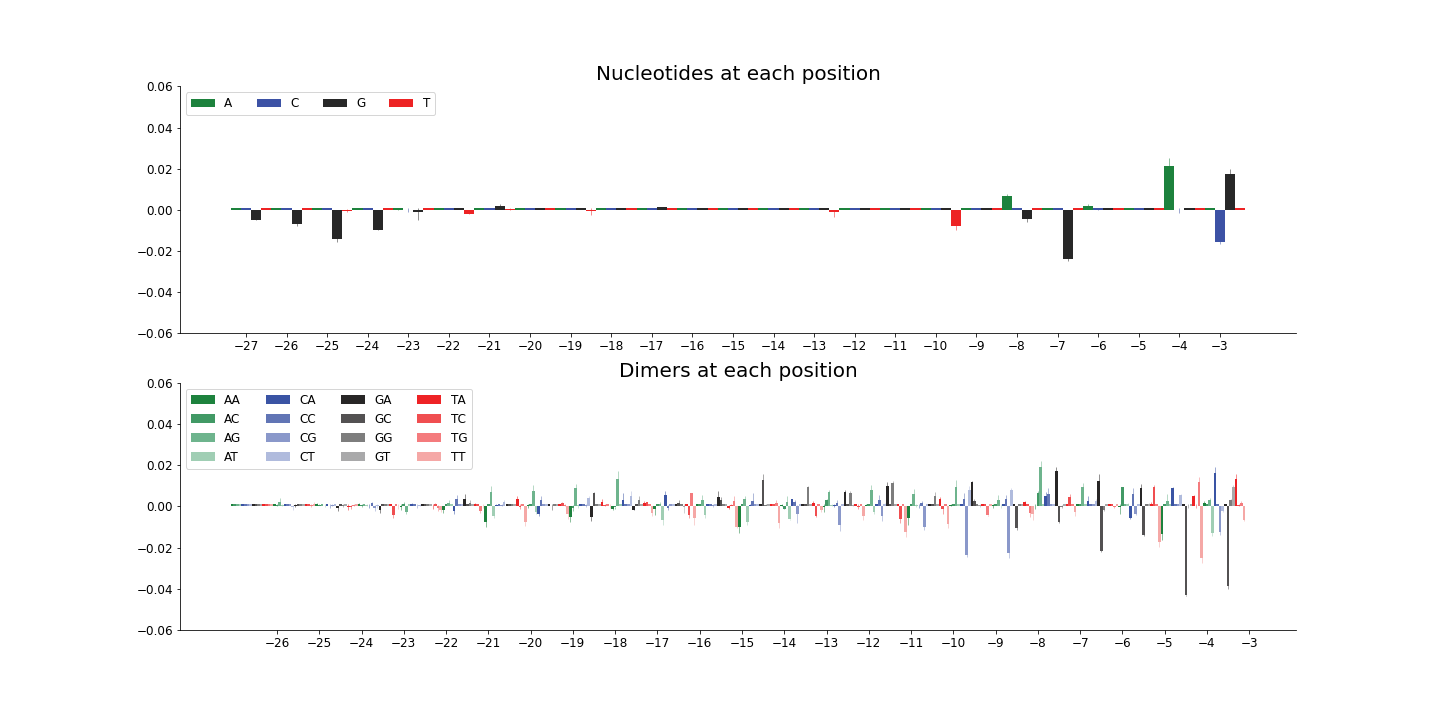 Nucleotides at each position
0.06
A C G T
0.04
0.02
0.00
−0.02
−0.04
−0.06
−27 −26 −25 −24 −23 −22 −21 −20 −19 −18 −17 −16 −15 −14 −13 −12 −11 −10 −9 −8 −7 −6 −5 −4 −3
Dimers at each position
0.06
AA CA GA TA
AC CC GC TC
0.04
AG CG GG TG
AT CT GT TT
0.02
0.00
−0.02
−0.04
−0.06
−26 −25 −24 −23 −22 −21 −20 −19 −18 −17 −16 −15 −14 −13 −12 −11 −10 −9 −8 −7 −6 −5 −4 −3